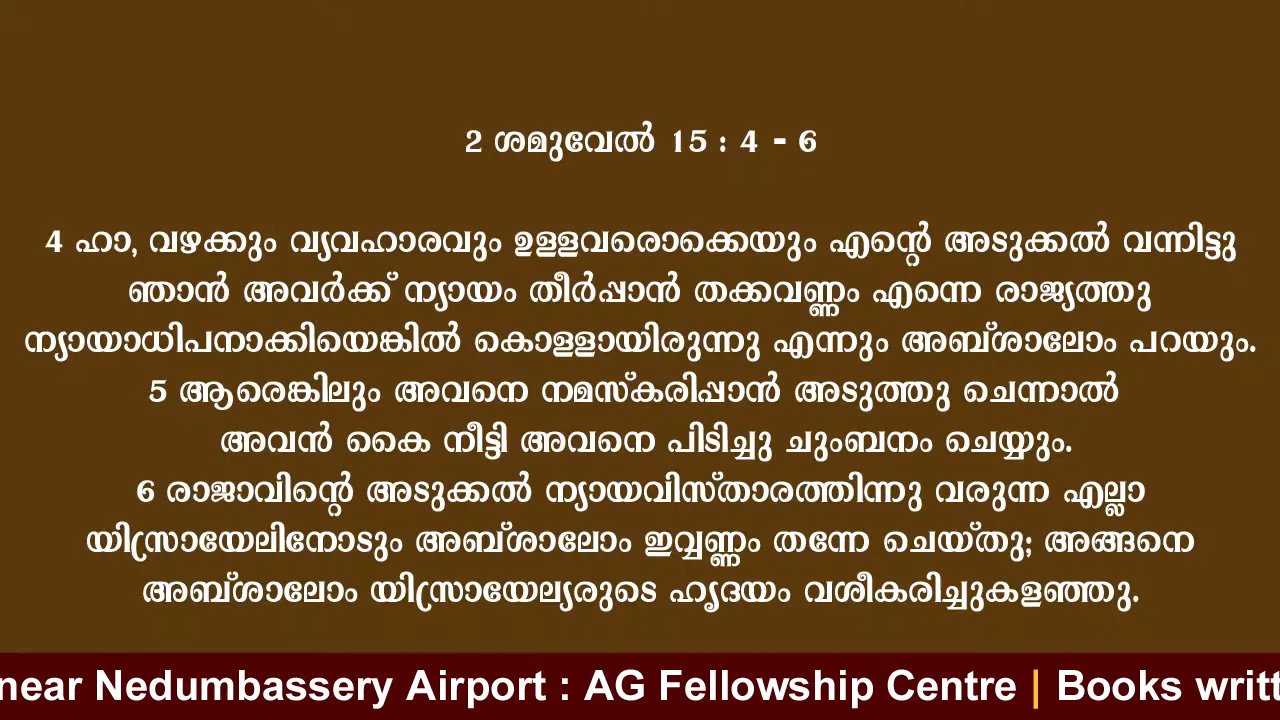 2 ശമുവേൽ 15 : 4 - 6
4 ഹാ, വഴക്കും വ്യവഹാരവും ഉള്ളവരൊക്കെയും എന്റെ അടുക്കൽ വന്നിട്ടു
ഞാൻ അവർക്ക് ന്യായം തീർപ്പാൻ തക്കവണ്ണം എന്നെ രാജ്യത്തു
ന്യായാധിപനാക്കിയെങ്കിൽ കൊള്ളായിരുന്നു എന്നും അബ്ശാലോം പറയും.
5 ആരെങ്കിലും അവനെ നമസ്കരിപ്പാൻ അടുത്തു ചെന്നാൽ
അവൻ കൈ നീട്ടി അവനെ പിടിച്ചു ചുംബനം ചെയ്യും.
6 രാജാവിന്റെ അടുക്കൽ ന്യായവിസ്താരത്തിന്നു വരുന്ന എല്ലാ
യിസ്രായേലിനോടും അബ്ശാലോം ഇവ്വണ്ണം തന്നേ ചെയ്തു; അങ്ങനെ
അബ്ശാലോം യിസ്രായേല്യരുടെ ഹൃദയം വശീകരിച്ചുകളഞ്ഞു.
near Nedumbassery Airport : AG Fellowship Centre | Books writt